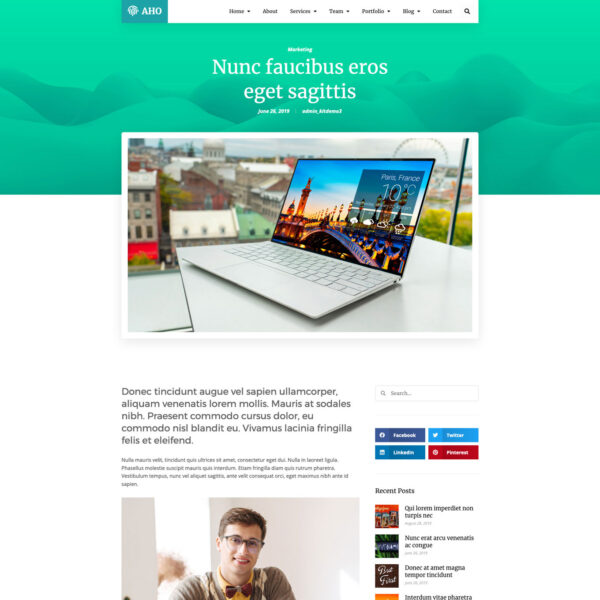 AHO
Home
About
Services
Team
Portfolio
Blog
Contact
Marketing
Nunc faucibus eros
eget sagittis
June 26, 2019
admin_kitdemo3
Paris, France
10°C
Donec tincidunt augue vel sapien ullamcorper,
aliquam venenatis lorem mollis. Mauris at sodales
nibh. Praesent commodo cursus dolor, eu
commodo nisl blandit eu. Vivamus lacinia fringilla
felis et eleifend.
Nulla mauris velit, tincidunt quis ultrices sit amet, consectetur eget dui. Nulla in laoreet ligula.
Phasellus molestie suscipit mauris quis interdum. Etiam fringilla diam quis rutrum pharetra.
Vestibulum tempus, nunc vel aliquet sagittis, ante velit consequat orci, eget maximus nibh ante id
sapien.
Search...
Facebook
Twitter
LinkedIn
Pinterest
Recent Posts
Qui lorem imperdiet non
turpis nec
August 28, 2019
Nunc erat arcu venenatis
ac congue
June 26, 2019
But
First
Donec at amet magna
tempor tincidunt
June 26, 2019
Interdum vitae pharetra